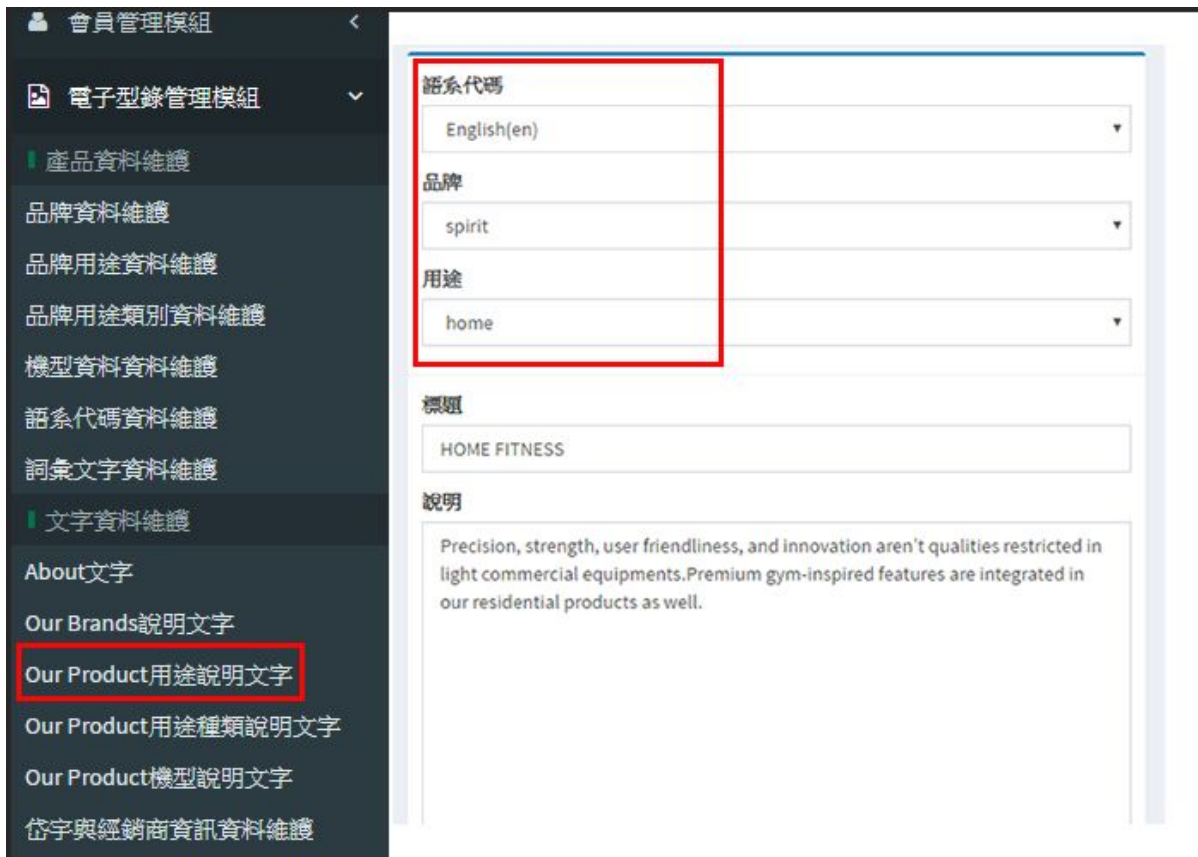 會員管理模組
電子型錄管理模組
產品資料維護
品牌資料維護
品牌用途資料維護
品牌用途類別資料維護
機型資料資料維護
語系代碼資料維護
詞彙文字資料維護
文字資料維護
About文字
Our Brands說明文字
Our Product用途說明文字
Our Product用途種類說明文字
Our Product機型說明文字
岱宇與經銷商資訊資料維護
語系代碼
English(en)
品牌
spirit
用途
home
標題
HOME FITNESS
說明
Precision, strength, user friendliness, and innovation aren't qualities restricted in
light commercial equipments.Premium gym-inspired features are integrated in
our residential products as well.